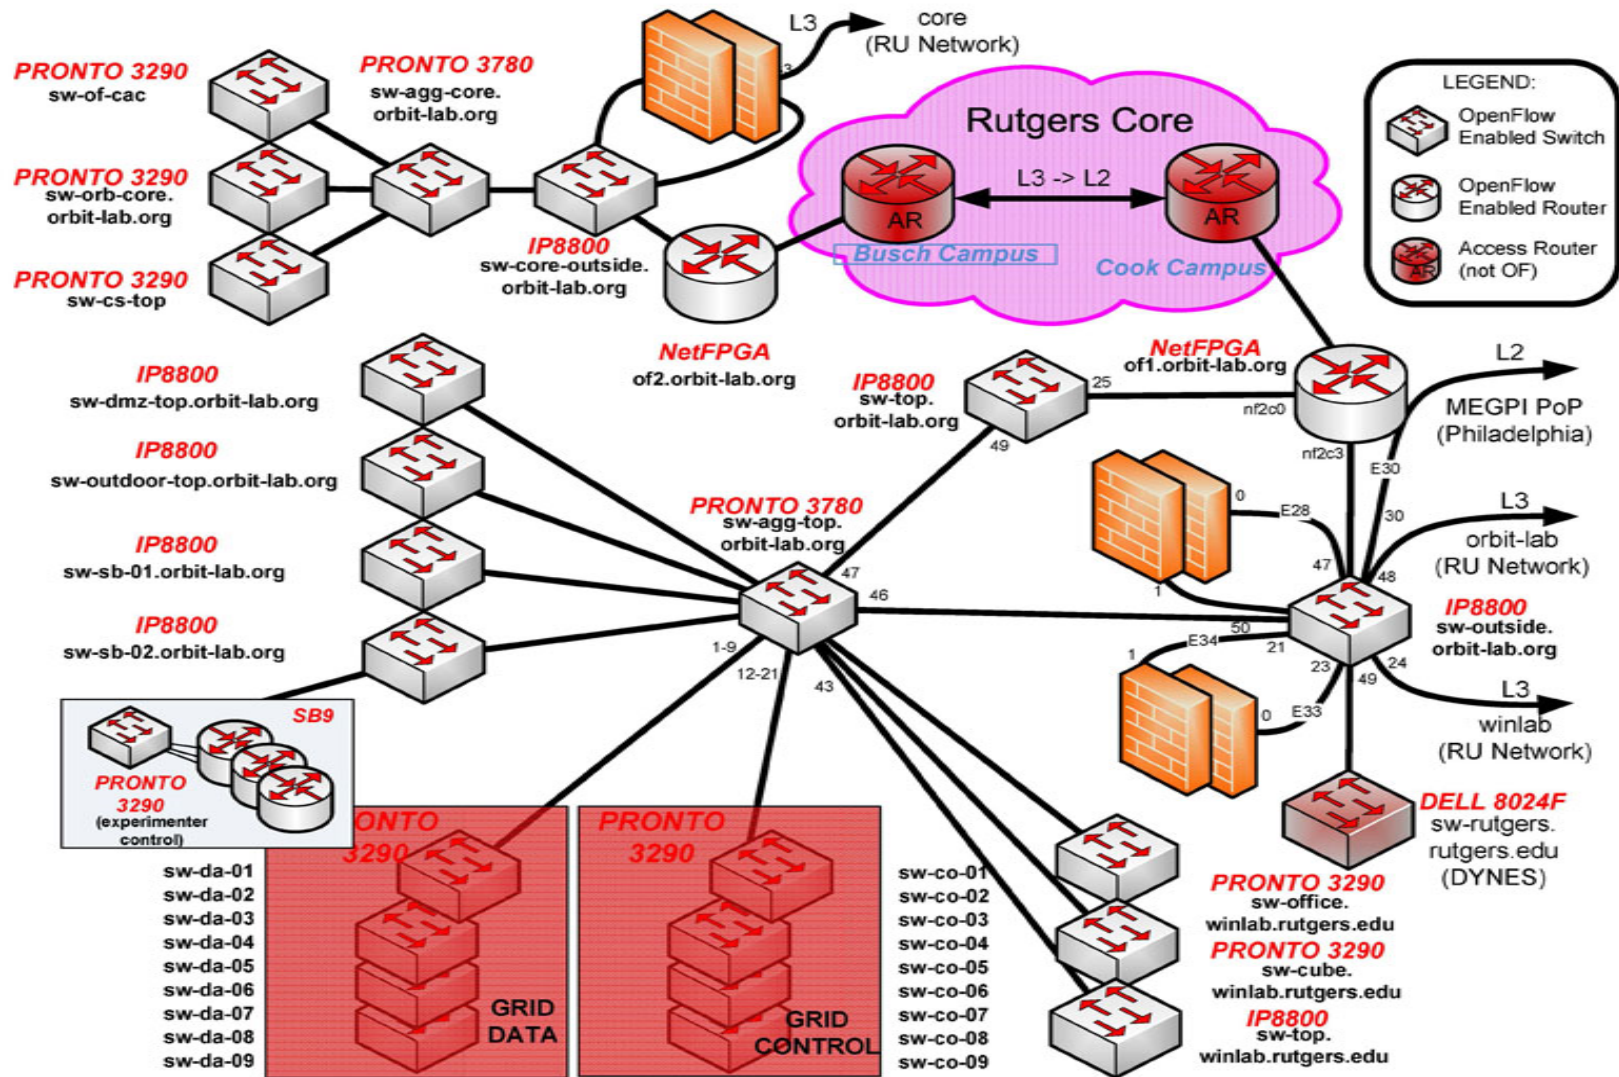 PRONTO 3290
sw-of-cac
PRONTO 3780
sw-agg-core.
orbit-lab.org
L3
core
(RU Network)
3
PRONTO 3290
sw-orb-core.
orbit-lab.org
PRONTO 3290
sw-cs-top
IP8800
sw-core-outside.
orbit-lab.org
NetFPGA
of2.orbit-lab.org
Rutgers Core
L3 -> L2
AR
AR
Busch Campus
Cook Campus
LEGEND:
OpenFlow
Enabled Switch
OpenFlow
Enabled Router
AR
Access Router
(not OF)
IP8800
sw-dmz-top.orbit-lab.org
IP8800
sw-outdoor-top.orbit-lab.org
IP8800
sw-sb-01.orbit-lab.org
IP8800
sw-sb-02.orbit-lab.org
IP8800
sw-top.
orbit-lab.org
25
49
NetFPGA
of1.orbit-lab.org
nf2c0
nf2c3
L2
MEGPI PoP
(Philadelphia)
E30
30
0
E28
1
47
48
L3
orbit-lab
(RU Network)
PRONTO 3780
sw-agg-top.
orbit-lab.org
47
46
1-9
12-21
43
IP8800
sw-outside.
orbit-lab.org
50
21
E34
1
23
49
24
0
E33
L3
winlab
(RU Network)
DELL 8024F
sw-rutgers.
rutgers.edu
(DYNES)
SB9
PRONTO
3290
(experimenter
control)
PRONTO
3290
sw-da-01
sw-da-02
sw-da-03
sw-da-04
sw-da-05
sw-da-06
sw-da-07
sw-da-08
sw-da-09
GRID
DATA
PRONTO
3290
GRID
CONTROL
sw-co-01
sw-co-02
sw-co-03
sw-co-04
sw-co-05
sw-co-06
sw-co-07
sw-co-08
sw-co-09
PRONTO 3290
sw-office.
winlab.rutgers.edu
PRONTO 3290
sw-cube.
winlab.rutgers.edu
IP8800
sw-top.
winlab.rutgers.edu